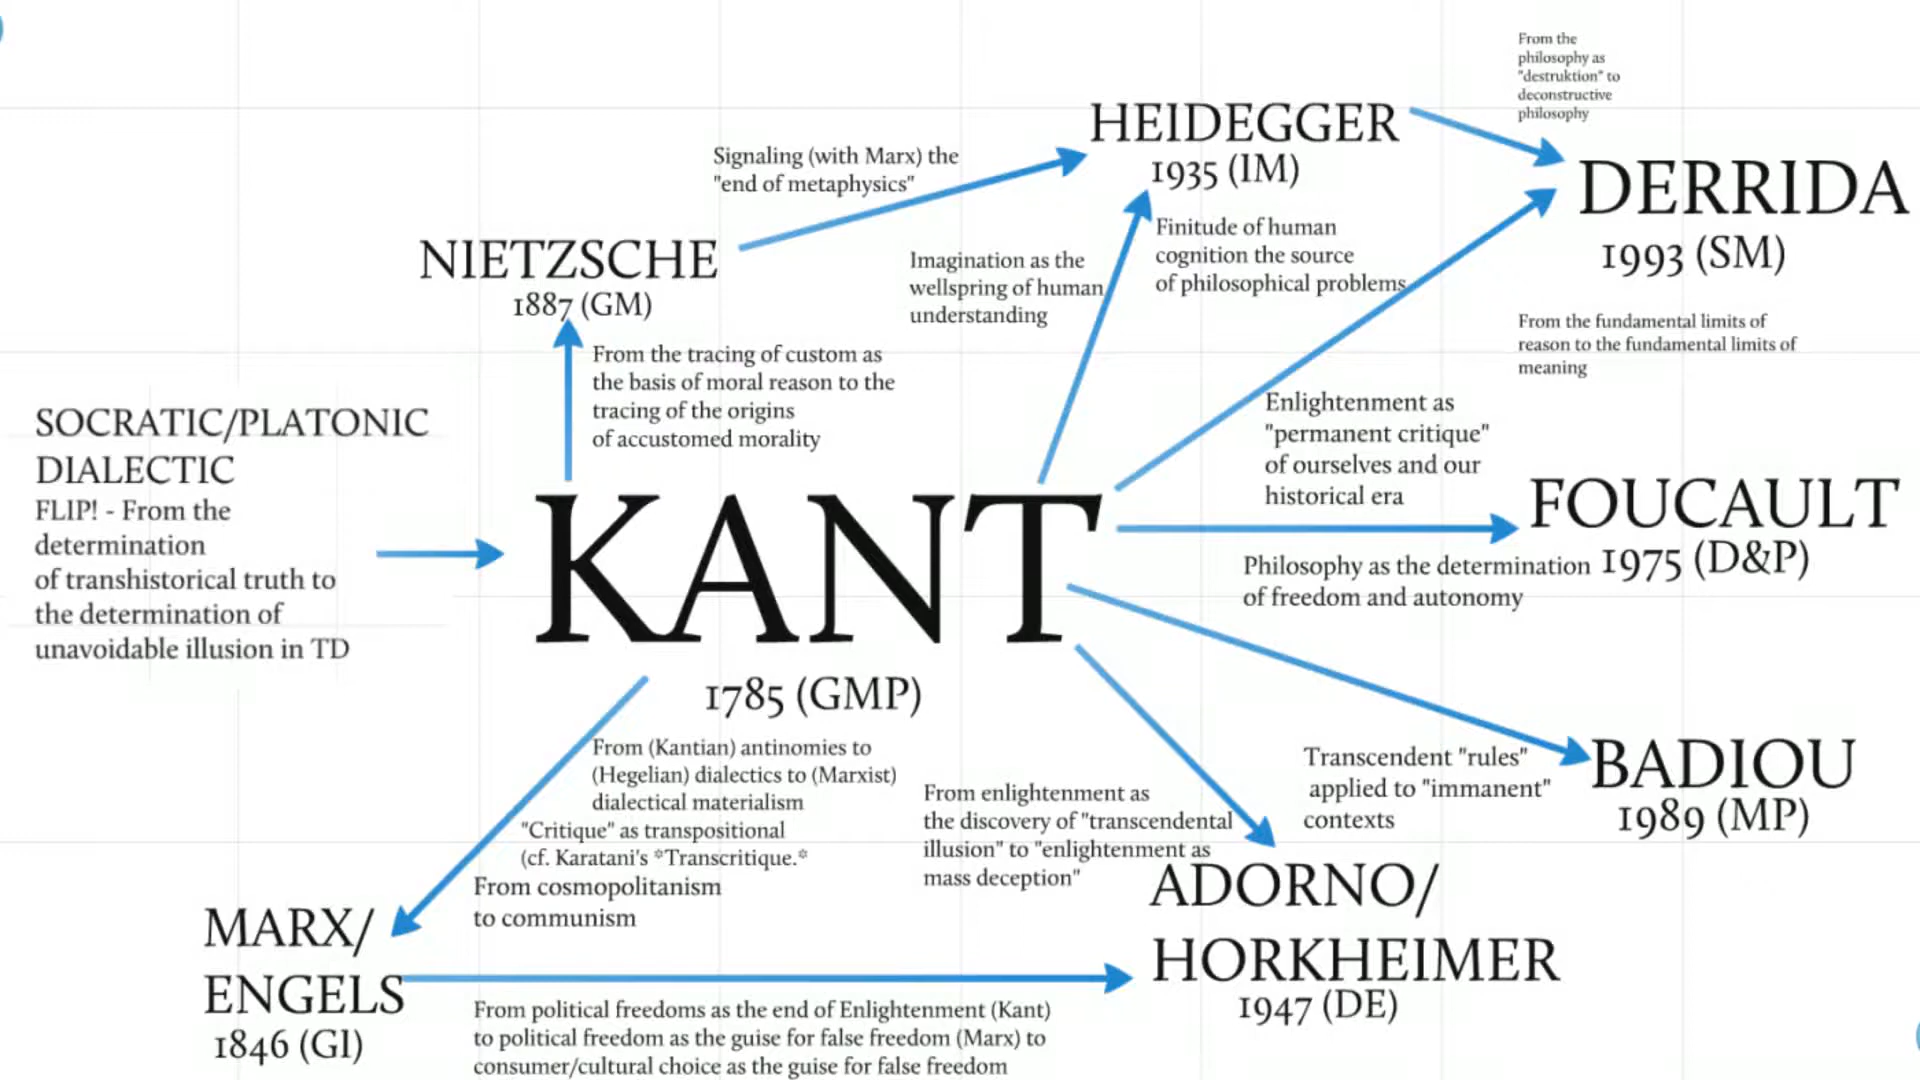 From the
philosophy as
"destruktion" to
deconstructive
philosophy
HEIDEGGER
1935 (IM)
Signaling (with Marx) the
"end of metaphysics"
DERRIDA
1993 (SM)
NIETZSCHE
1887 (GM)
Imagination as the
wellspring of human
understanding
Finitude of human
cognition the source
of philosophical problems
From the fundamental limits of
reason to the fundamental limits of
meaning
From the tracing of custom as
the basis of moral reason to the
tracing of the origins
of accustomed morality
SOCRATIC/PLATONIC
DIALECTIC
FLIP! - From the
determination
of transhistorical truth to
the determination of
unavoidable illusion in TD
Enlightenment as
"permanent critique"
of ourselves and our
historical era
KANT
1785 (GMP)
FOUCAULT
1975 (D&P)
Philosophy as the determination
of freedom and autonomy
BADIOU
1989 (MP)
Transcendent "rules"
applied to "immanent"
contexts
From (Kantian) antinomies to
(Hegelian) dialectics to (Marxist)
dialectical materialism
"Critique" as transpositional
(cf. Karatani's *Transcritique.*
From cosmopolitanism
to communism
From enlightenment as
the discovery of "transcendental
illusion" to "enlightenment as
mass deception"
ADORNO/
HORKHEIMER
1947 (DE)
MARX/
ENGELS
1846 (GI)
From political freedoms as the end of Enlightenment (Kant)
to political freedom as the guise for false freedom (Marx) to
consumer/cultural choice as the guise for false freedom